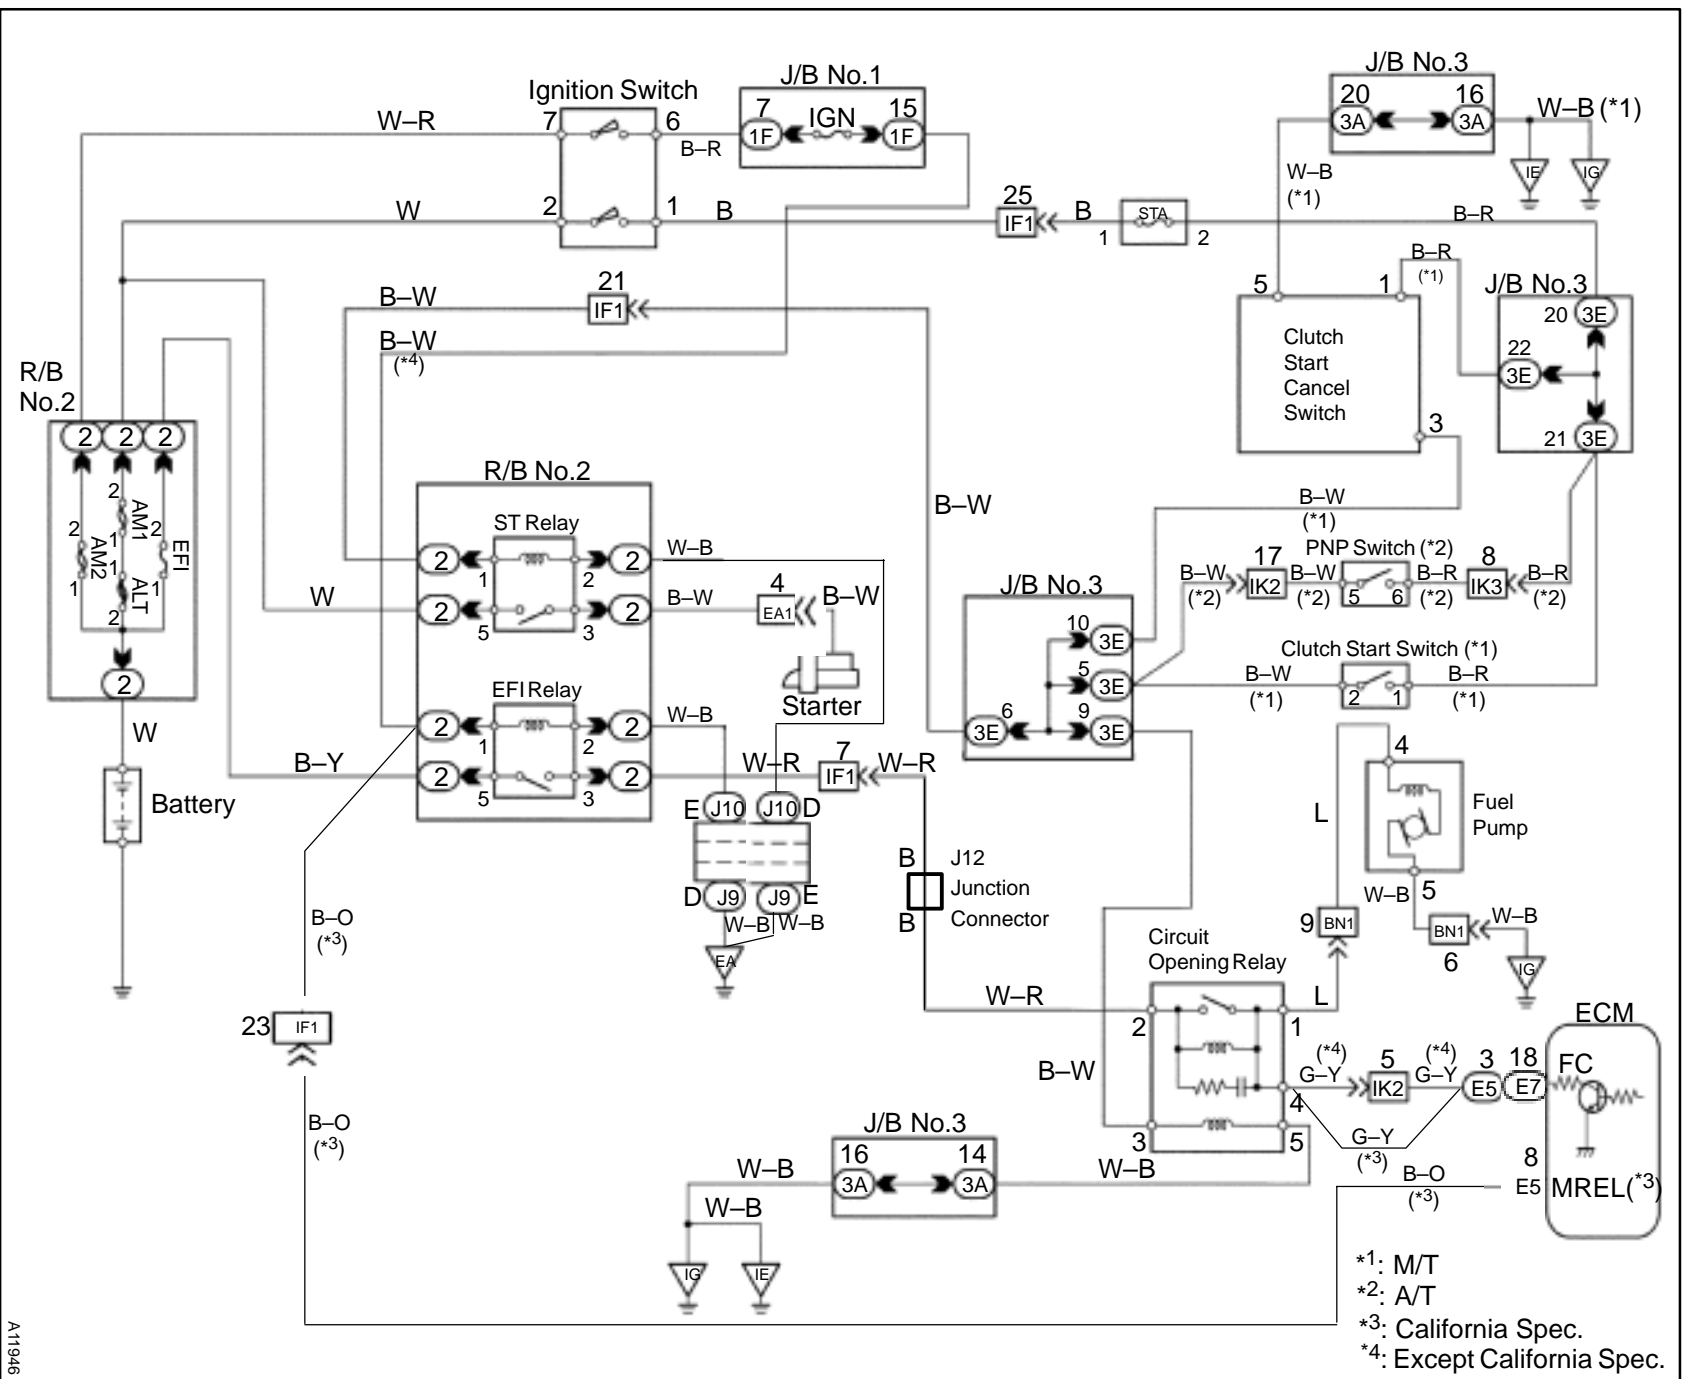 J/B No.1
J/B No.3
Ignition Switch
7 15 20 16
W–R 7 6 IGN W–B (*1)
1F 1F 3A 3A
B–R
IE IG
W–B
(*1)
W 2 1 B 25 B STA B–R
IF1 1 2
21 B–R
(*1)
B–W IF1 5 1 J/B No.3
20 3E
B–W
(*4)
Clutch
Start
Cancel
Switch
22
3E
R/B
No.2
2 2 2 3 21 3E
R/B No.2
2 AM1 1
2 AM2 1
2 EFI 1
1 ALT 2
2
B–W
B–W
(*1)
ST Relay
2 1 2 2 W–B
17 PNP Switch (*2) 8
B–W IK2 B–W 5 6 B–R IK3 B–R
(*2) (*2) (*2) (*2)
W 2 5 3 2 B–W 4 EA1 B–W
J/B No.3
10 3E
5 3E
6 3E 9 3E
Clutch Start Switch (*1)
B–W 2 1 B–R
(*1) (*1)
Starter
EFI Relay
2 1 2 2 W–B
W
B–Y 2 5 3 2 W–R 7 IF1 W–R
Battery
4
Fuel
Pump
L
E J10 J10 D
D J9 J9 E
W–B W–B
EA
B J12
Junction
B Connector
5
W–B
9 BN1 BN1 W–B
6
IG
B–O
(*3)
Circuit
Opening Relay
W–R 2 1 L
23 IF1
ECM
(*4) 5 (*4) 3 18 FC
G–Y IK2 G–Y E5 E7
B–W
4
3 5
G–Y
(*3)
B–O
(*3)
J/B No.3
16 14
W–B 3A 3A W–B
8
B–O E5 MREL(*3)
(*3)
W–B
IG IE
*1: M/T
*2: A/T
*3: California Spec.
*4: Except California Spec.
A11946